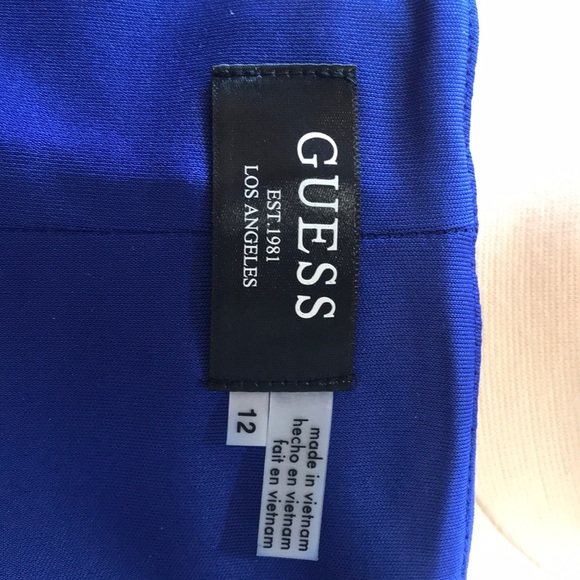 GUESS
EST.1981
LOS ANGELES
12
made in vietnam
hecho en vietnam
fait en vietnam